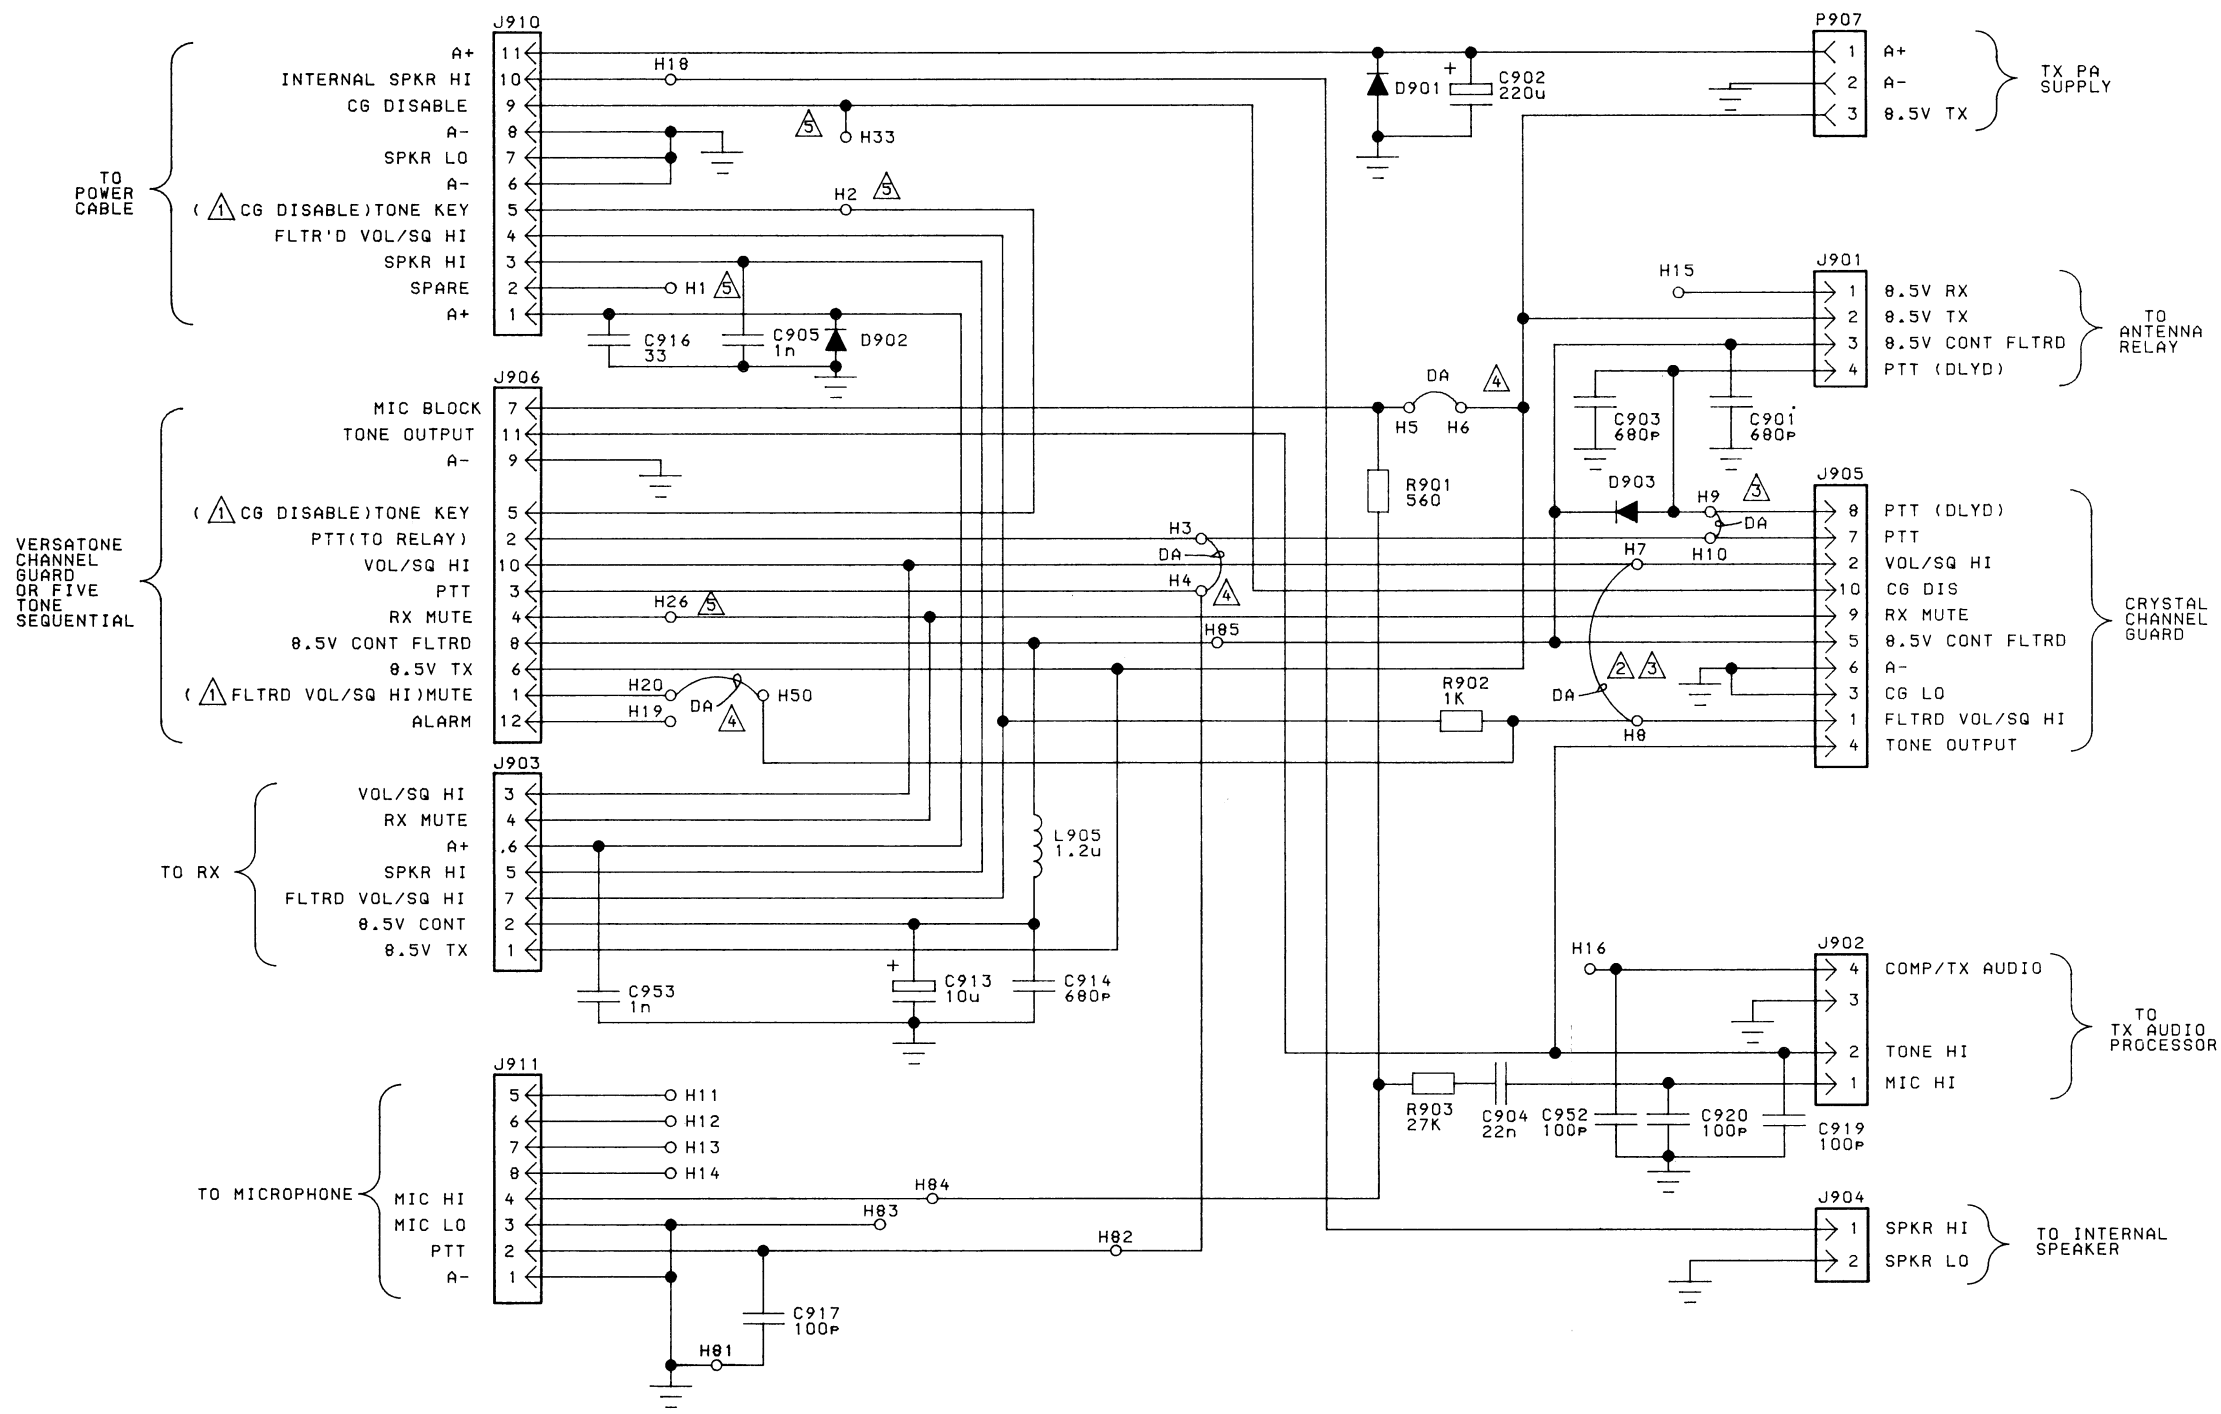 J910
A+ 11
INTERNAL SPKR HI 10 H18
CG DISABLE 9
5 H33
A- 8
SPKR LO 7
A- 6
(1 CG DISABLE)TONE KEY 5 H2 5
FLTR'D VOL/SQ HI 4
SPKR HI 3
SPARE 2 H1 5
A+ 1
TO
POWER
CABLE
C916
33
C905
1n
D902
D901
+
C902
220u
P907
1 A+
2 A-
3 8.5V TX
TX PA
SUPPLY
J901
H15
1 8.5V RX
2 8.5V TX
3 8.5V CONT FLTRD
4 PTT (DLYD)
TO
ANTENNA
RELAY
C903
680p
C901
680p
J906
MIC BLOCK 7
TONE OUTPUT 11
A- 9
(1 CG DISABLE)TONE KEY 5
PTT(TO RELAY) 2
VOL/SQ HI 10
PTT 3
RX MUTE 4 H26 5
8.5V CONT FLTRD 8
8.5V TX 6
(1 FLTRD VOL/SQ HI)MUTE 1 H20 H50
ALARM 12 H19
DA 4
VERSATONE
CHANNEL
GUARD
OR FIVE
TONE
SEQUENTIAL
DA 4
H5 H6
R901
560
H3
DA
H4 4
H85
R902
1K
D903
H9 3
DA
H10
H7
2 3
DA
H8
J905
8 PTT (DLYD)
7 PTT
2 VOL/SQ HI
10 CG DIS
9 RX MUTE
5 8.5V CONT FLTRD
6 A-
3 CG LO
1 FLTRD VOL/SQ HI
4 TONE OUTPUT
CRYSTAL
CHANNEL
GUARD
J903
VOL/SQ HI 3
RX MUTE 4
A+ 6
SPKR HI 5
FLTRD VOL/SQ HI 7
8.5V CONT 2
8.5V TX 1
TO RX
L905
1.2u
C953
1n
+
C913
10u
C914
680p
J902
H16
4 COMP/TX AUDIO
3
2 TONE HI
1 MIC HI
TO
TX AUDIO
PROCESSOR
R903
27K
C904
22n
C952
100p
C920
100p
C919
100p
J911
5 H11
6 H12
7 H13
8 H14
MIC HI 4 H84
MIC LO 3 H83
PTT 2 H82
A- 1
TO MICROPHONE
C917
100p
H81
J904
1 SPKR HI
2 SPKR LO
TO INTERNAL
SPEAKER